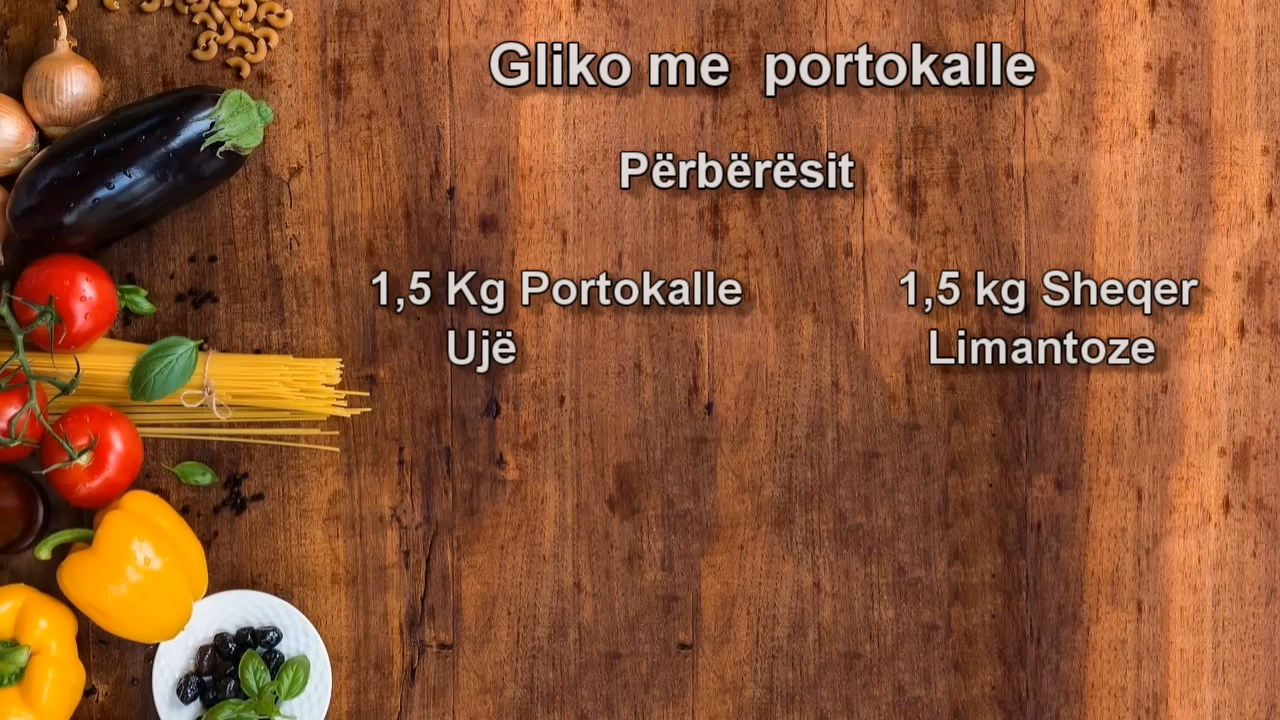 Gliko me portokalle
Përbërësit
1,5 Kg Portokalle
Ujë
1,5 kg Sheqer
Limantoze